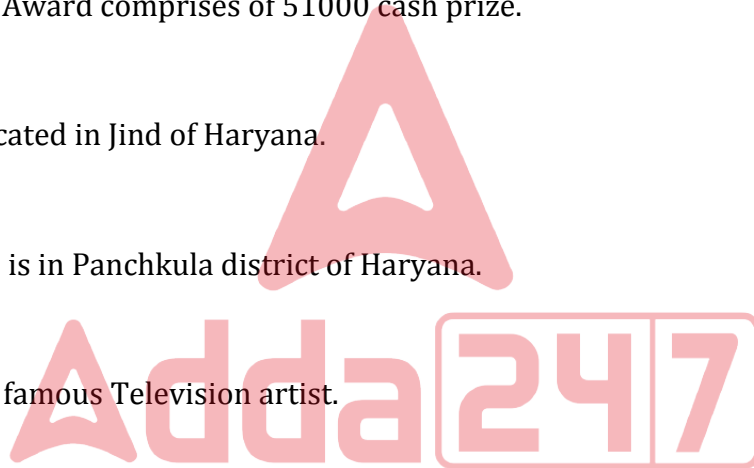 Award comprises of 51000 cash prize.
cated in Jind of Haryana.
is in Panchkula district of Haryana.
famous Television artist.
Adda247